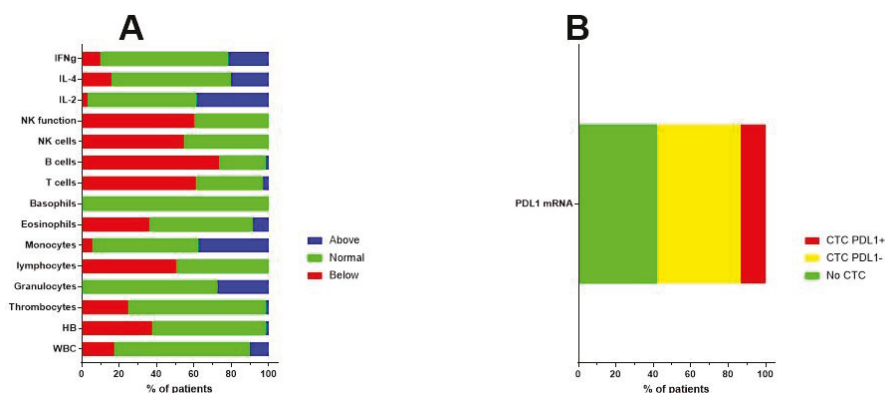 A
IFNg
IL-4
IL-2
NK function
NK cells
B cells
T cells
Basophils
Eosinophils
Monocytes
lymphocytes
Granulocytes
Thrombocytes
HB
WBC
0 20 40 60 80 100
% of patients
Above
Normal
Below
B
PDL1 mRNA
0 20 40 60 80 100
% of patients
CTC PDL1+
CTC PDL1-
No CTC